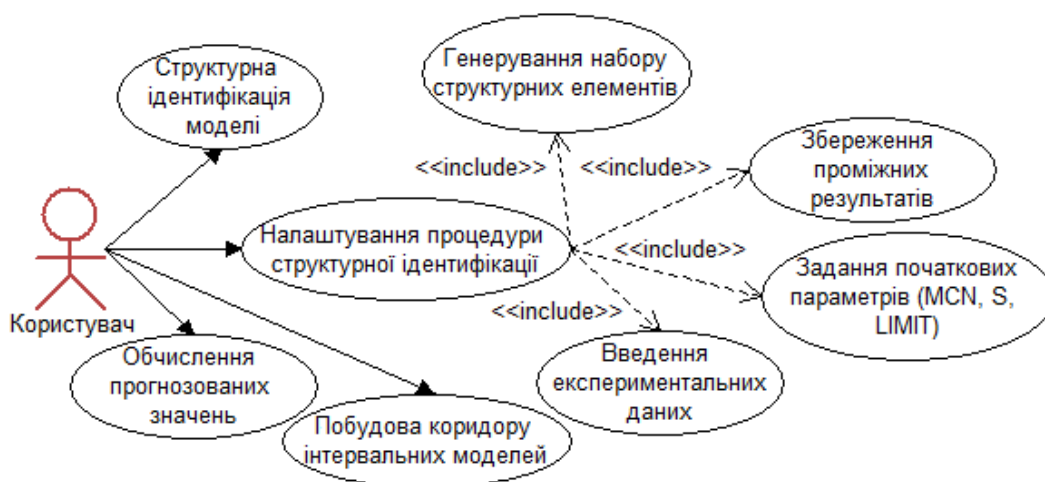 Структурна
ідентифікація
моделі
Генерування набору
структурних елементів
<<include>>
<<include>>
Збереження
проміжних
результатів
Налаштування процедури
структурної ідентифікації
<<include>>
Задання початкових
параметрів (MCN, S,
LIMIT)
<<include>>
Користувач
Обчислення
прогнозованих
значень
Введення
експериментальних
даних
Побудова коридору
інтервальних моделей